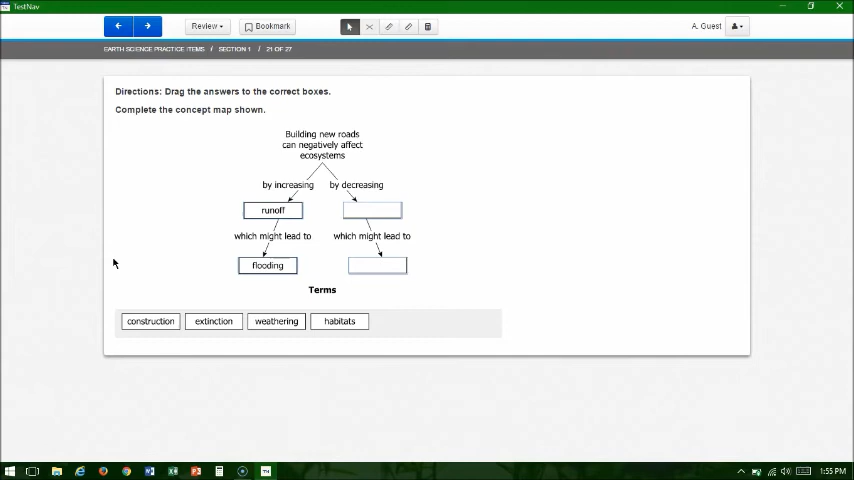 TestNav
Review
Bookmark
A. Guest
EARTH SCIENCE PRACTICE ITEMS / SECTION 1 / 21 OF 27
Directions: Drag the answers to the correct boxes.
Complete the concept map shown.
Building new roads
can negatively affect
ecosystems
by increasing by decreasing
runoff
which might lead to which might lead to
flooding
Terms
construction extinction weathering habitats
1:55 PM